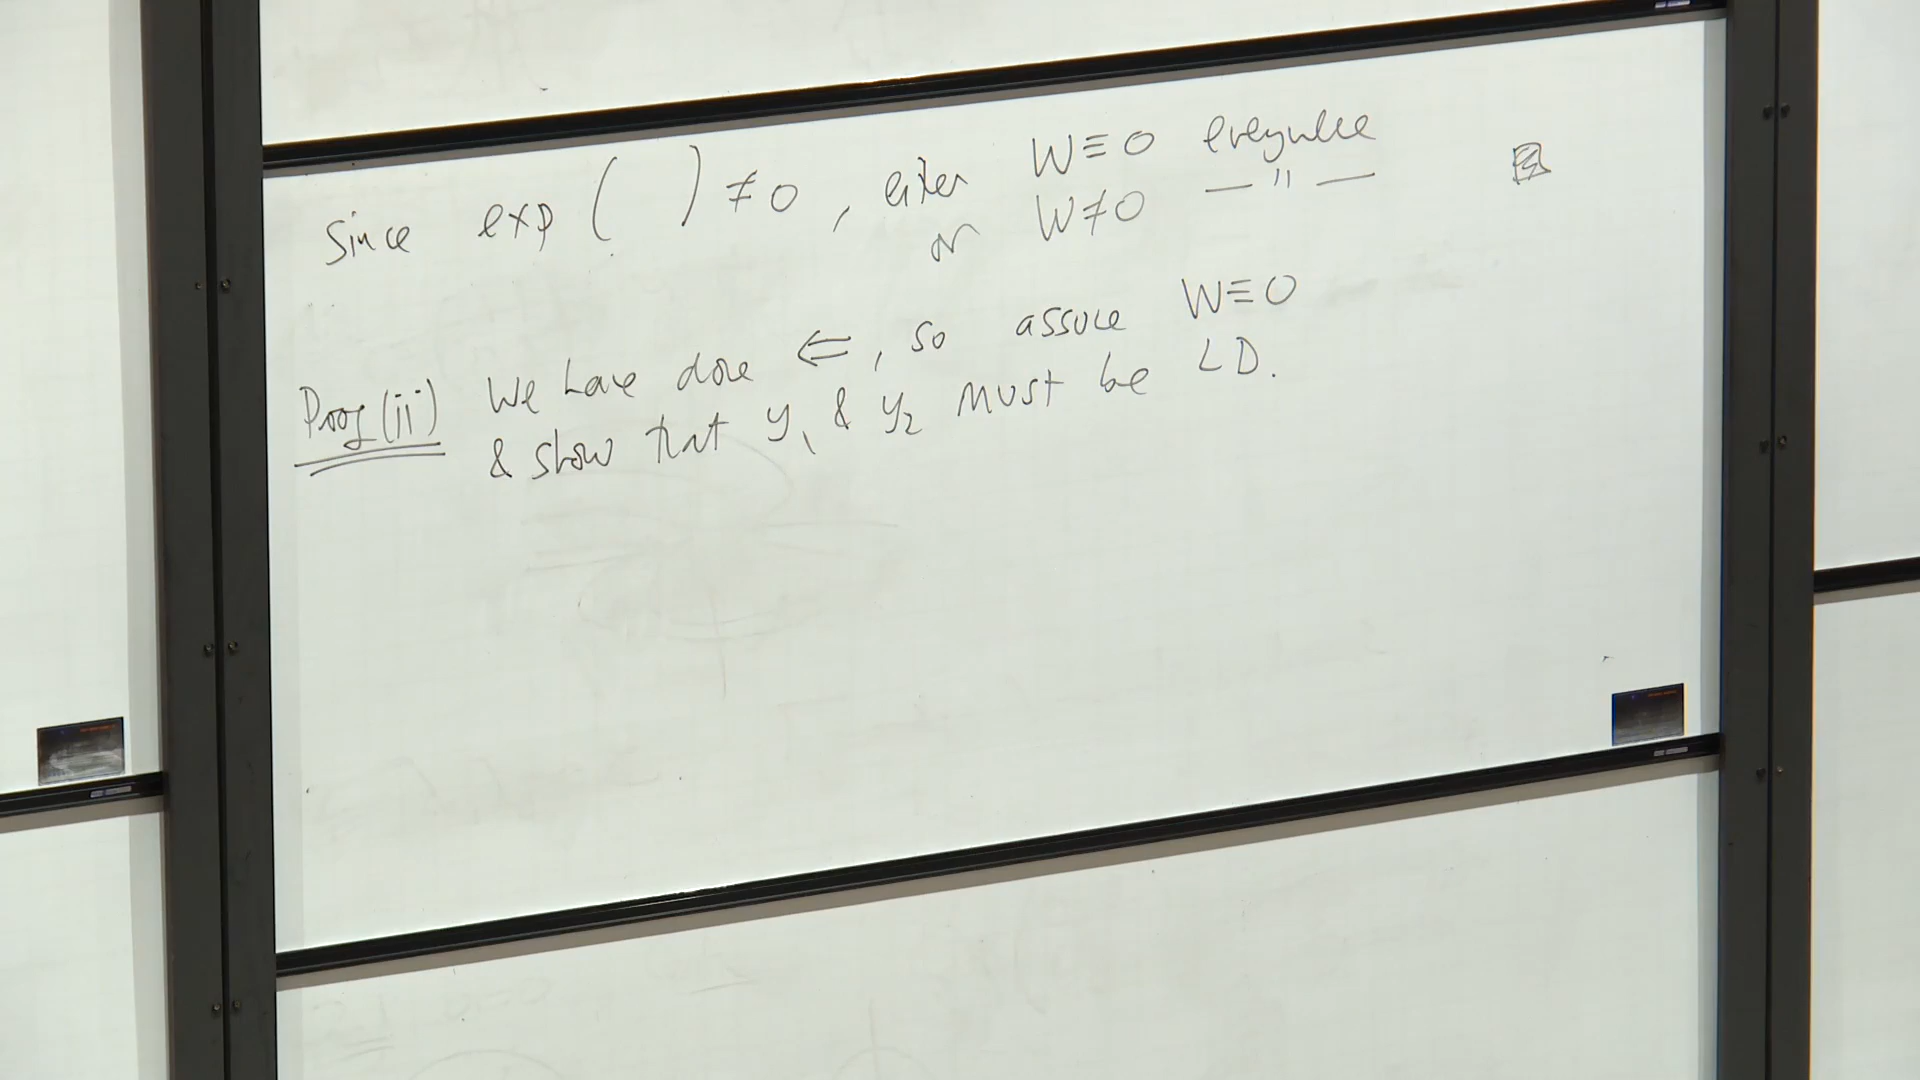 Since exp ( ) ≠ 0, either W ≡ 0 everywhere
or W ≠ 0 — " —
Proof (ii) We have done ⇐, so assume W ≡ 0
& show that y₁ & y₂ must be LD.